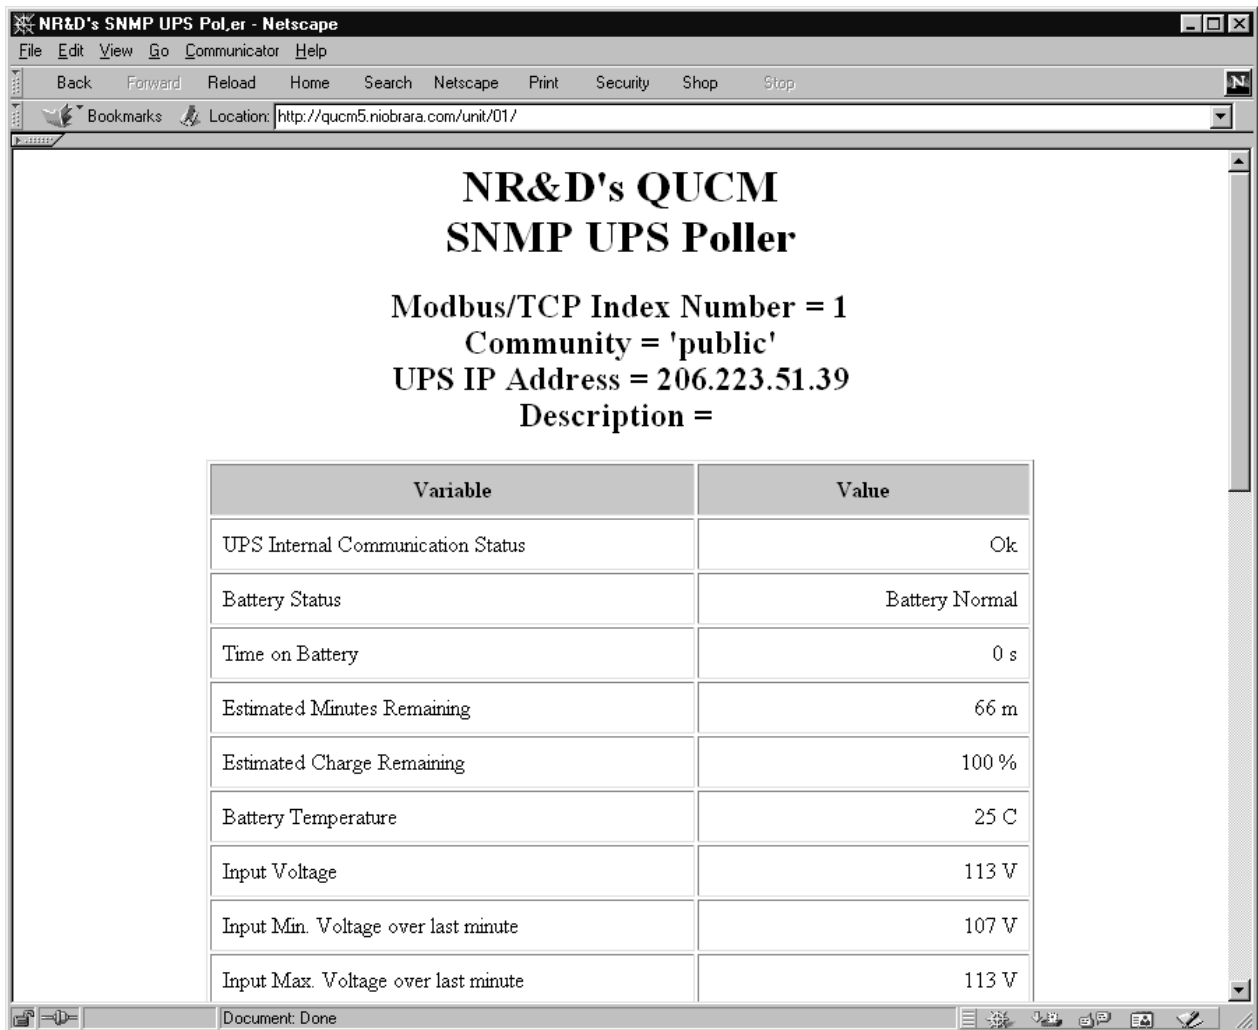 NR&D's SNMP UPS Pol,er - Netscape
File Edit View Go Communicator Help
Back Forward Reload Home Search Netscape Print Security Shop Stop
N
Bookmarks Location: http://qucm5.niobrara.com/unit/01/
NR&D's QUCM
SNMP UPS Poller
Modbus/TCP Index Number = 1
Community = 'public'
UPS IP Address = 206.223.51.39
Description =
Variable Value
UPS Internal Communication Status Ok
Battery Status Battery Normal
Time on Battery 0 s
Estimated Minutes Remaining 66 m
Estimated Charge Remaining 100 %
Battery Temperature 25 C
Input Voltage 113 V
Input Min. Voltage over last minute 107 V
Input Max. Voltage over last minute 113 V
Document: Done